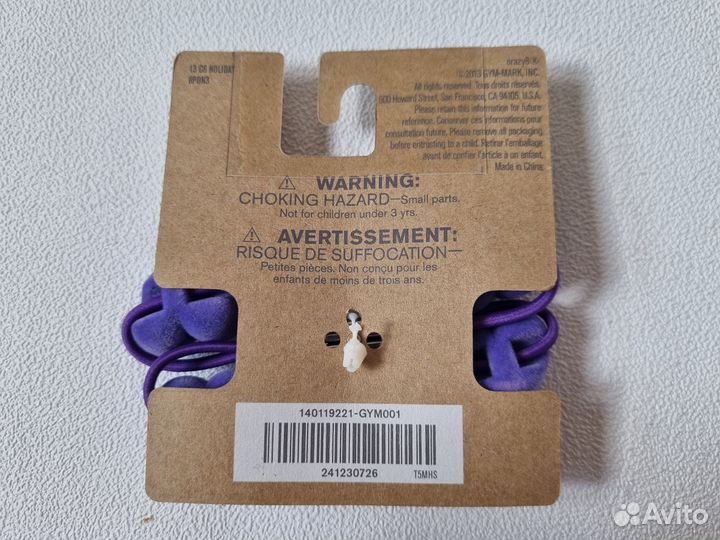 13 C8 HOLIDAY
crazy8 ®
© 2013 GYM-MARK, INC.
All rights reserved. Tous droits réservés.
500 Howard Street, San Francisco, CA 94105, U.S.A.
Please retain this information for future
reference. Conserver ces informations pour
consultation future. Please remove all packaging
before entrusting to a child. Retirer l'emballage
avant de confier l'article à un enfant.
Made in China
⚠ WARNING:
CHOKING HAZARD—Small parts.
Not for children under 3 yrs.
⚠ AVERTISSEMENT:
RISQUE DE SUFFOCATION—
Petites pièces. Non conçu pour les
enfants de moins de trois ans.
140119221-GYM001
241230726 T5MHS
Avito